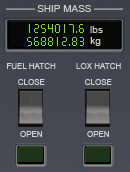 SHIP MASS
1254017.6 lbs
568812.83 kg
FUEL HATCH LOX HATCH
CLOSE CLOSE
OPEN OPEN